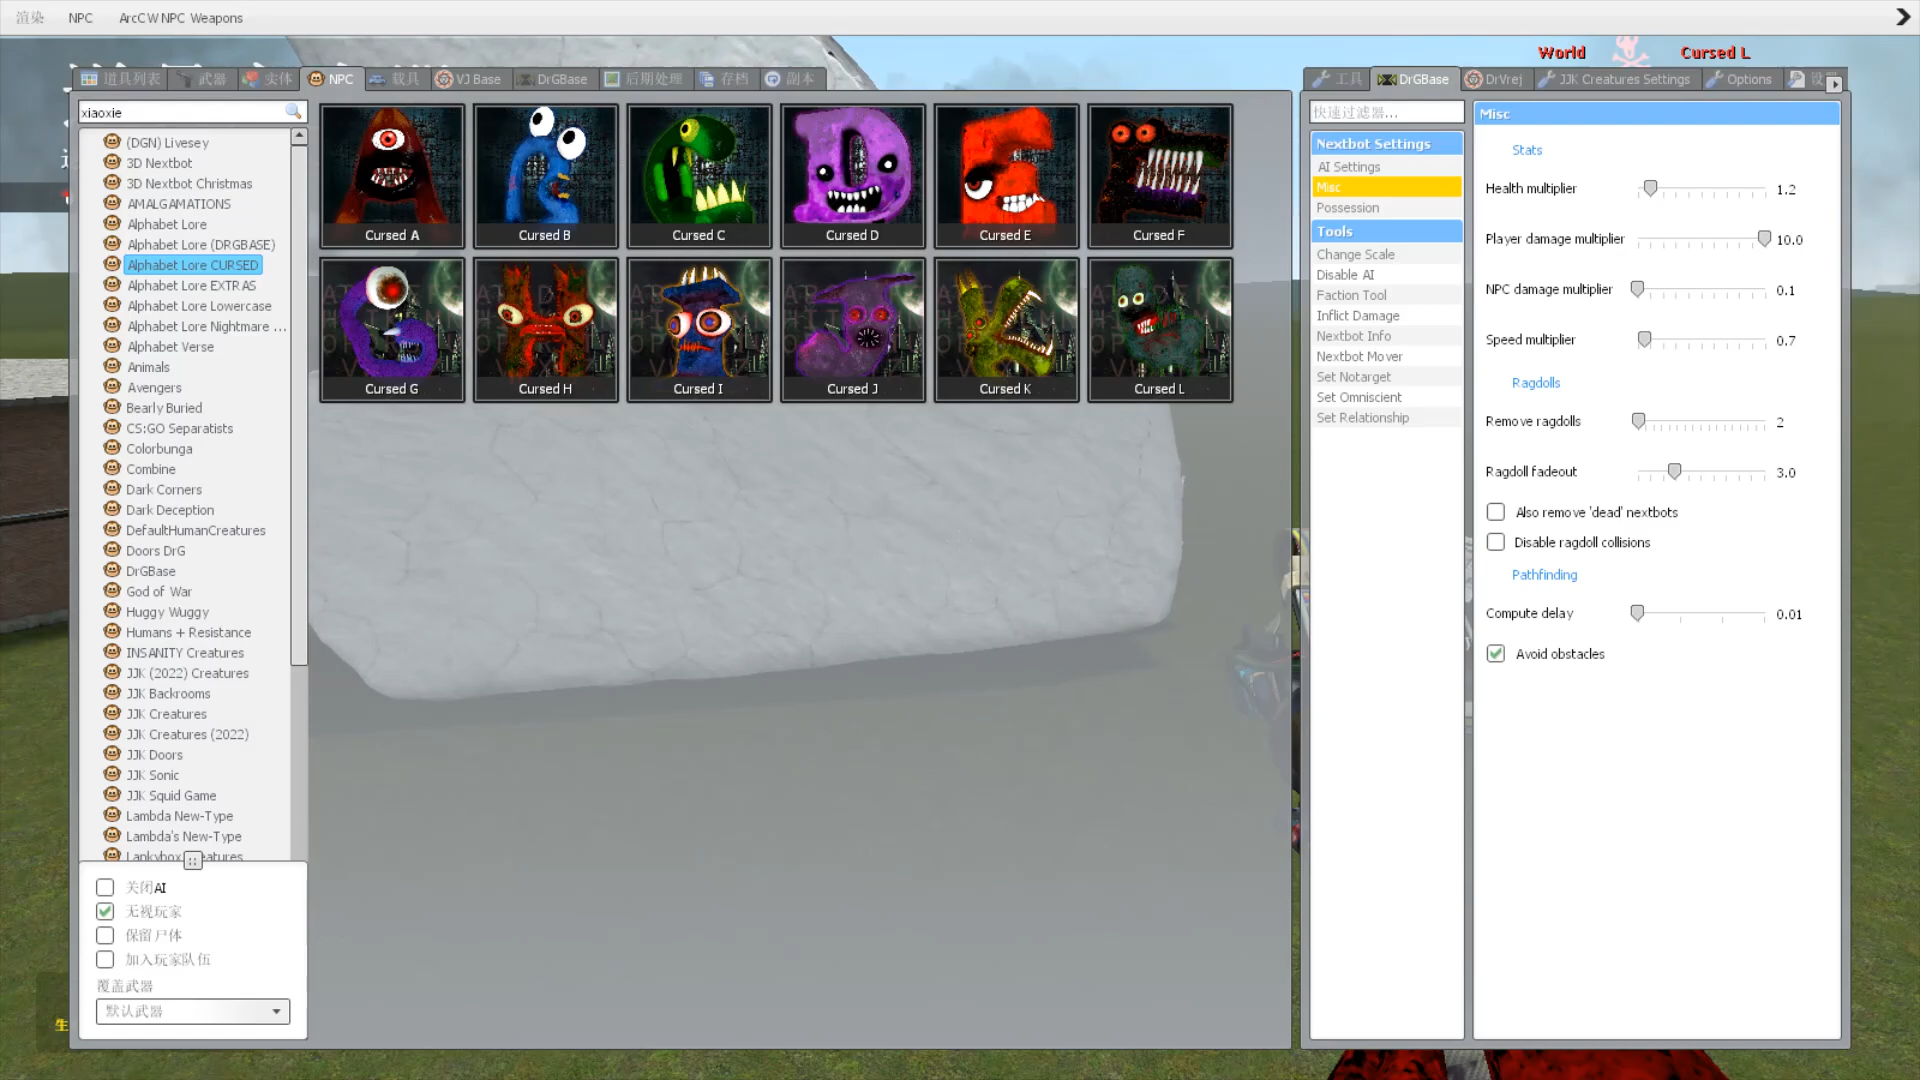 渲染 NPC ArcCW NPC Weapons
World Cursed L
道具列表 武器 实体 NPC 载具 VJ Base DrGBase 后期处理 存档 副本
工具 DrGBase DrVrej JJK Creatures Settings Options
xiaoxie
(DGN) Livesey
3D Nextbot
3D Nextbot Christmas
AMALGAMATIONS
Alphabet Lore
Alphabet Lore (DRGBASE)
Alphabet Lore CURSED
Alphabet Lore EXTRAS
Alphabet Lore Lowercase
Alphabet Lore Nightmare ...
Alphabet Verse
Animals
Avengers
Bearly Buried
CS:GO Separatists
Colorbunga
Combine
Dark Corners
Dark Deception
DefaultHumanCreatures
Doors DrG
DrGBase
God of War
Huggy Wuggy
Humans + Resistance
INSANITY Creatures
JJK (2022) Creatures
JJK Backrooms
JJK Creatures
JJK Creatures (2022)
JJK Doors
JJK Sonic
JJK Squid Game
Lambda New-Type
Lambda's New-Type
关闭AI
无视玩家
保留尸体
加入玩家队伍
覆盖武器
默认武器
生
Cursed A Cursed B Cursed C Cursed D Cursed E Cursed F
Cursed G Cursed H Cursed I Cursed J Cursed K Cursed L
快速过滤器...
Nextbot Settings
AI Settings
Misc
Possession
Tools
Change Scale
Disable AI
Faction Tool
Inflict Damage
Nextbot Info
Nextbot Mover
Set Notarget
Set Omniscient
Set Relationship
Misc
Stats
Health multiplier 1.2
Player damage multiplier 10.0
NPC damage multiplier 0.1
Speed multiplier 0.7
Ragdolls
Remove ragdolls 2
Ragdoll fadeout 3.0
Also remove 'dead' nextbots
Disable ragdoll collisions
Pathfinding
Compute delay 0.01
Avoid obstacles